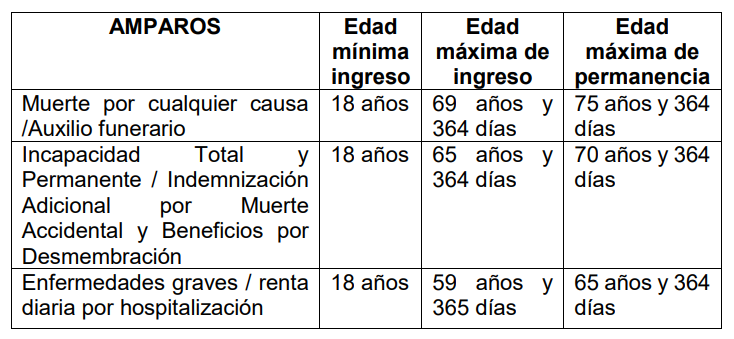 AMPAROS
Edad
mínima
ingreso
Edad
máxima de
ingreso
Edad
máxima de
permanencia
Muerte por cualquier causa
/Auxilio funerario
18 años
69 años y
364 días
75 años y 364
días
Incapacidad Total y
Permanente / Indemnización
Adicional por Muerte
Accidental y Beneficios por
Desmembración
18 años
65 años y
364 días
70 años y 364
días
Enfermedades graves / renta
diaria por hospitalización
18 años
59 años y
365 días
65 años y 364
días